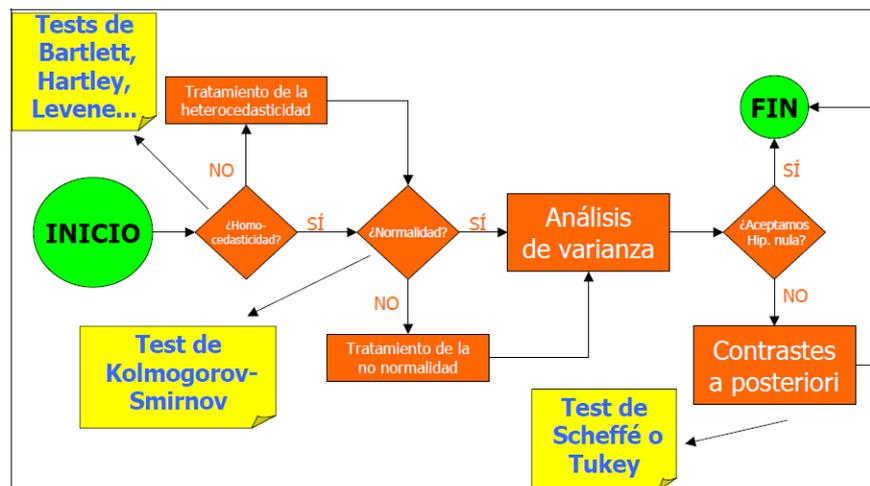 Tests de
Bartlett,
Hartley,
Levene...
Tratamiento de la
heterocedasticidad
FIN
NO
SÍ
INICIO
¿Homo-
cedasticidad?
SÍ
¿Normalidad?
SÍ
Análisis
de varianza
¿Aceptamos
Hip. nula?
NO
NO
Test de
Kolmogorov-
Smirnov
Tratamiento de la
no normalidad
Contrastes
a posteriori
Test de
Scheffé o
Tukey